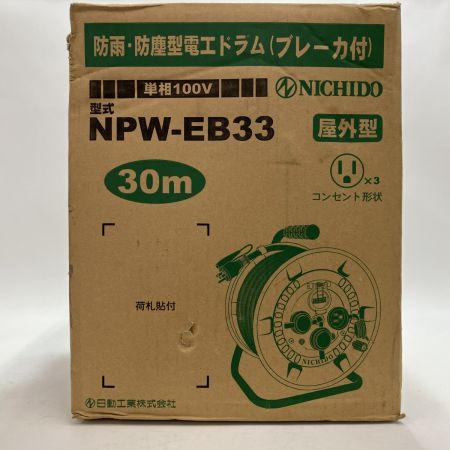 防雨・防塵型電工ドラム(ブレーカ付)
単相100V
NICHIDO
型式
NPW-EB33
屋外型
30m
×3
コンセント形状
荷札貼付
NICHIDO
日動工業株式会社